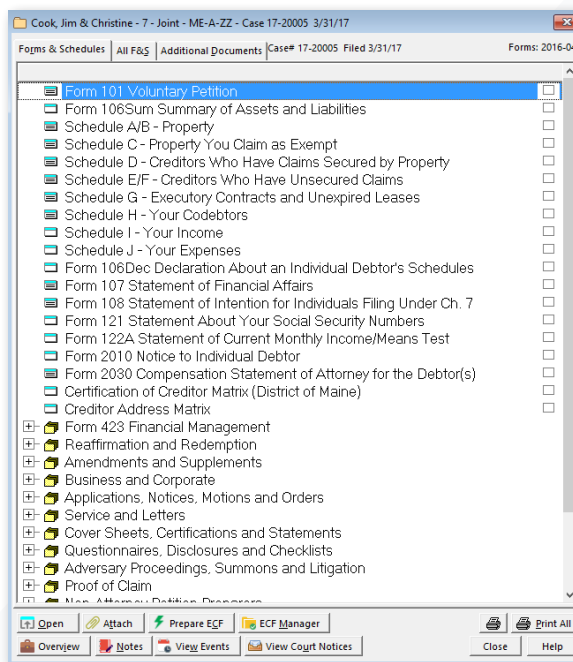 Cook, Jim & Christine - 7 - Joint - ME-A-ZZ - Case 17-20005 3/31/17
Forms & Schedules All F&S Additional Documents Case# 17-20005 Filed 3/31/17 Forms: 2016-04
Form 101 Voluntary Petition
Form 106Sum Summary of Assets and Liabilities
Schedule A/B - Property
Schedule C - Property You Claim as Exempt
Schedule D - Creditors Who Have Claims Secured by Property
Schedule E/F - Creditors Who Have Unsecured Claims
Schedule G - Executory Contracts and Unexpired Leases
Schedule H - Your Codebtors
Schedule I - Your Income
Schedule J - Your Expenses
Form 106Dec Declaration About an Individual Debtor's Schedules
Form 107 Statement of Financial Affairs
Form 108 Statement of Intention for Individuals Filing Under Ch. 7
Form 121 Statement About Your Social Security Numbers
Form 122A Statement of Current Monthly Income/Means Test
Form 2010 Notice to Individual Debtor
Form 2030 Compensation Statement of Attorney for the Debtor(s)
Certification of Creditor Matrix (District of Maine)
Creditor Address Matrix
Form 423 Financial Management
Reaffirmation and Redemption
Amendments and Supplements
Business and Corporate
Applications, Notices, Motions and Orders
Service and Letters
Cover Sheets, Certifications and Statements
Questionnaires, Disclosures and Checklists
Adversary Proceedings, Summons and Litigation
Proof of Claim
Non-Attorney Petition Preparers
Open Attach Prepare ECF ECF Manager Print All
Overview Notes View Events View Court Notices Close Help